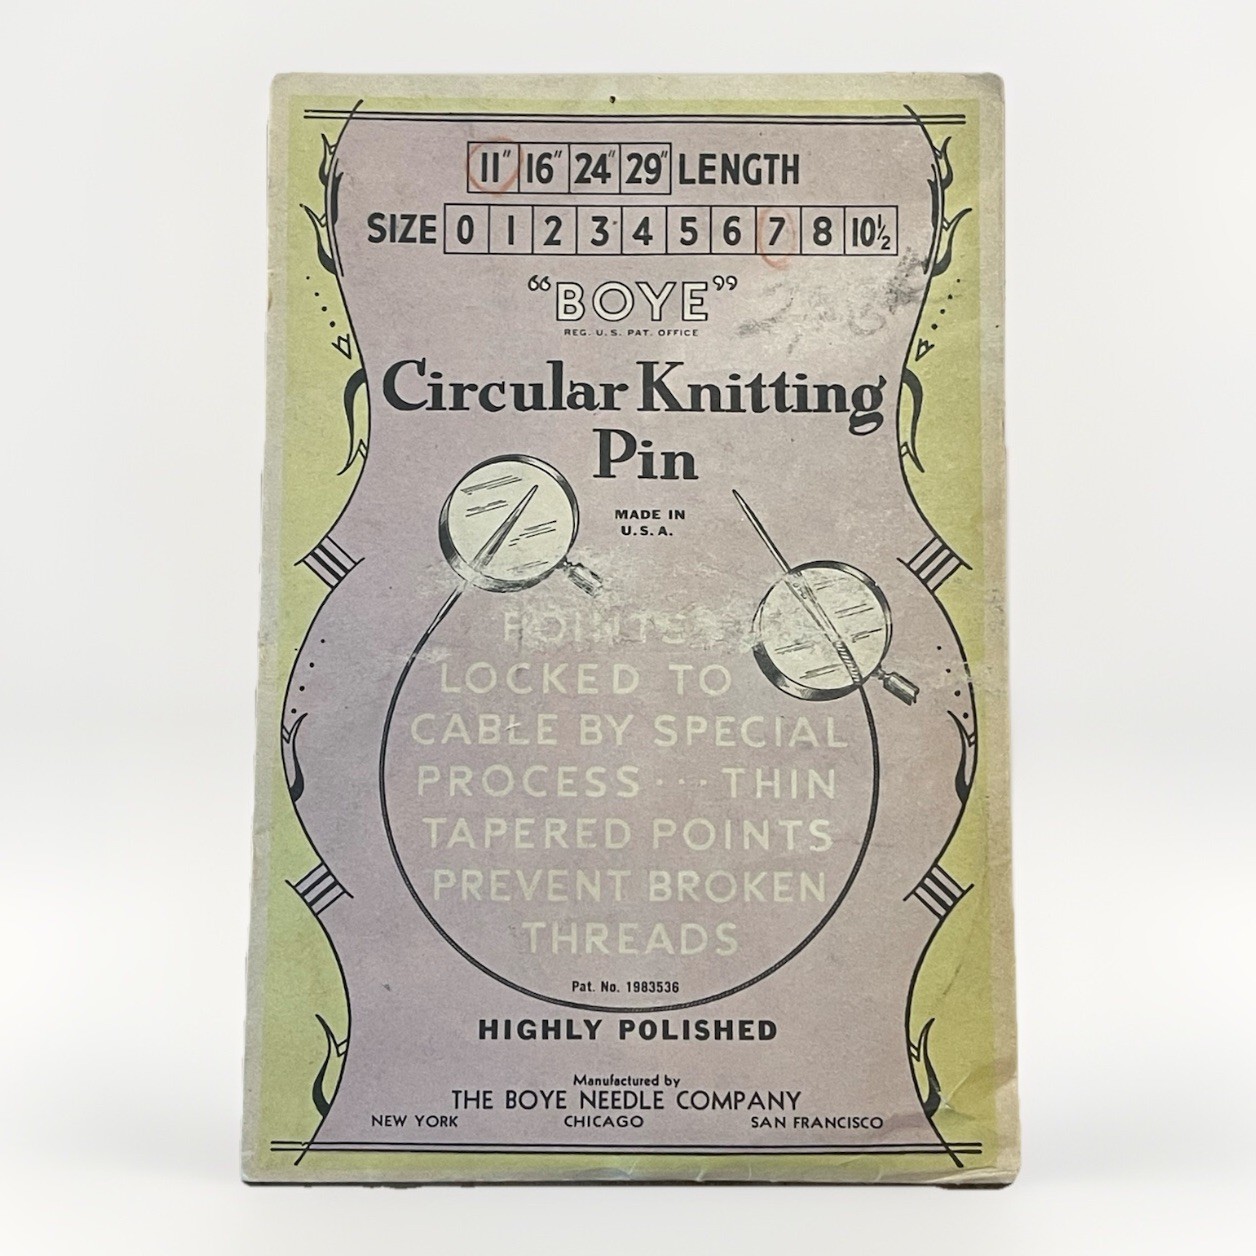 11" 16" 24" 29" LENGTH
SIZE 0 1 2 3 4 5 6 7 8 10½
“BOYE”
REG. U.S. PAT. OFFICE
Circular Knitting
Pin
MADE IN
U.S.A.
POINTS
LOCKED TO
CABLE BY SPECIAL
PROCESS ··· THIN
TAPERED POINTS
PREVENT BROKEN
THREADS
Pat. No. 1983536
HIGHLY POLISHED
Manufactured by
THE BOYE NEEDLE COMPANY
NEW YORK CHICAGO SAN FRANCISCO